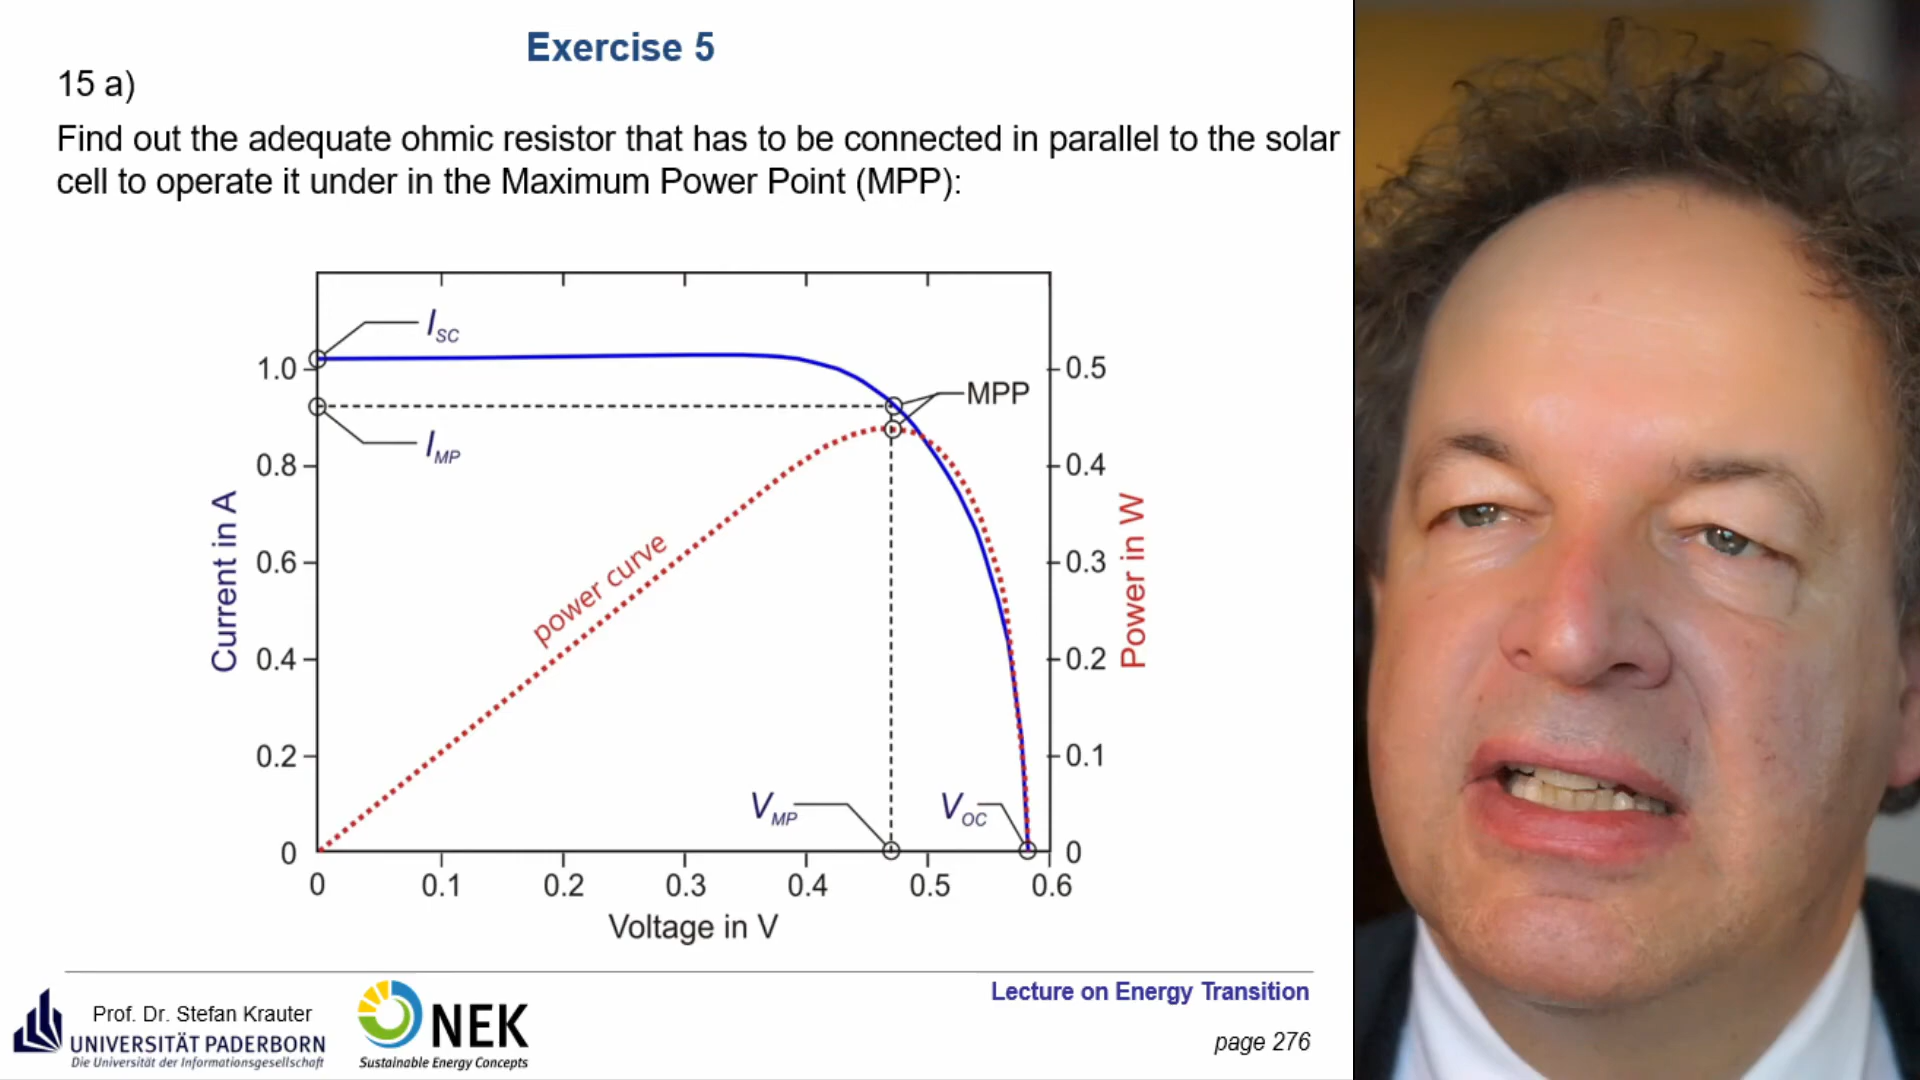 Exercise 5
15 a)
Find out the adequate ohmic resistor that has to be connected in parallel to the solar
cell to operate it under in the Maximum Power Point (MPP):
I_SC
1.0
0.5
MPP
I_MP
0.8
0.4
Current in A
power curve
Power in W
0.6
0.3
0.4
0.2
0.2
0.1
V_MP
V_OC
0
0
0
0.1
0.2
0.3
0.4
0.5
0.6
Voltage in V
Lecture on Energy Transition
Prof. Dr. Stefan Krauter
UNIVERSITÄT PADERBORN
Die Universität der Informationsgesellschaft
NEK
Sustainable Energy Concepts
page 276